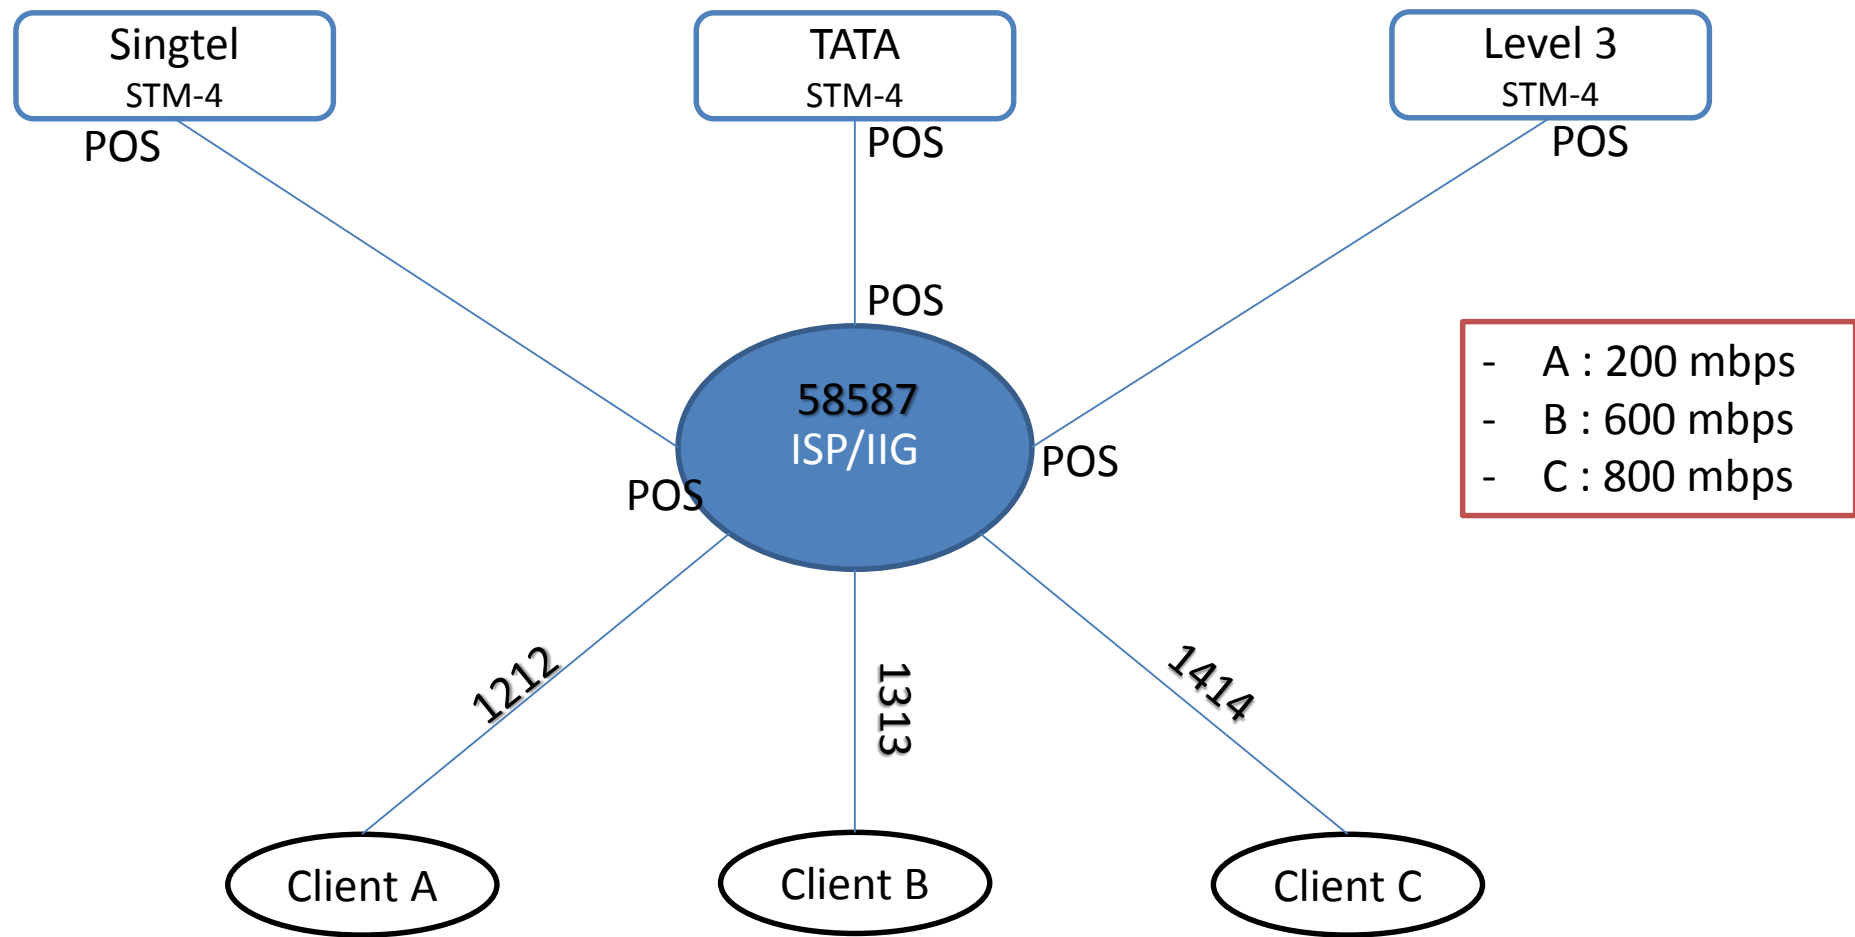 Singtel
STM-4
POS
TATA
STM-4
POS
Level 3
STM-4
POS
POS
58587
ISP/IIG
POS
POS
- A : 200 mbps
- B : 600 mbps
- C : 800 mbps
1212
1313
1414
Client A
Client B
Client C